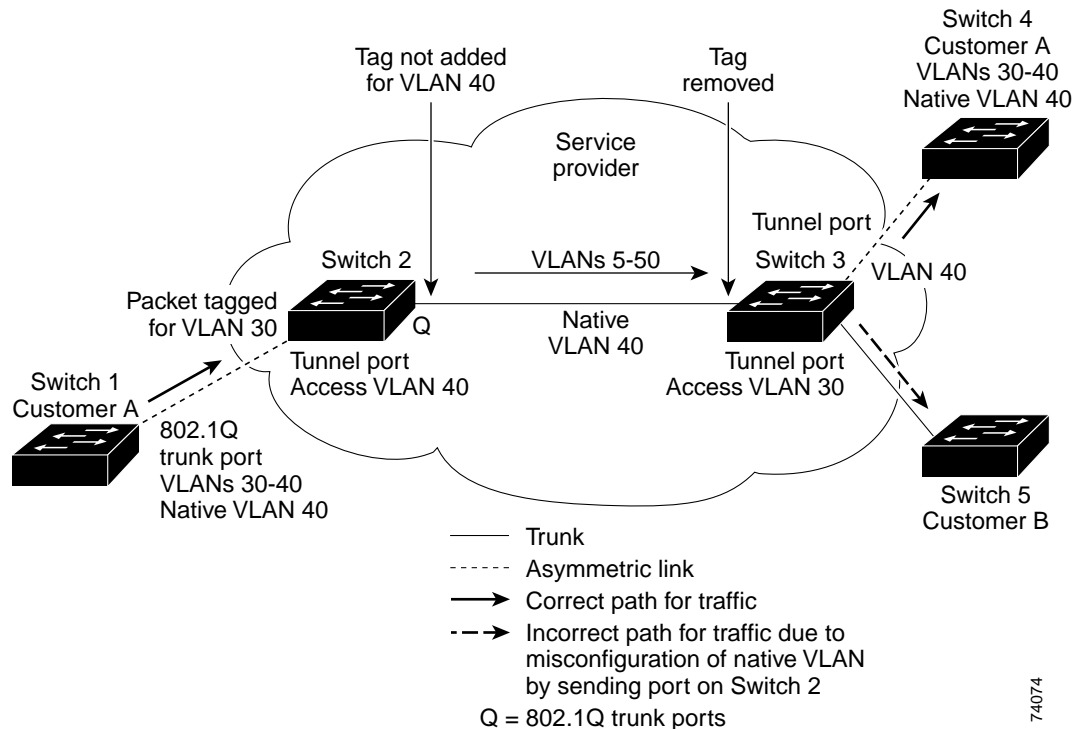 Tag not added
for VLAN 40
Tag
removed
Switch 4
Customer A
VLANs 30-40
Native VLAN 40
Service
provider
Tunnel port
Switch 2
VLANs 5-50
Switch 3
VLAN 40
Packet tagged
for VLAN 30
Q
Native
VLAN 40
Tunnel port
Access VLAN 40
Tunnel port
Access VLAN 30
Switch 1
Customer A
802.1Q
trunk port
VLANs 30-40
Native VLAN 40
Switch 5
Customer B
Trunk
Asymmetric link
Correct path for traffic
Incorrect path for traffic due to
misconfiguration of native VLAN
by sending port on Switch 2
Q = 802.1Q trunk ports
74074